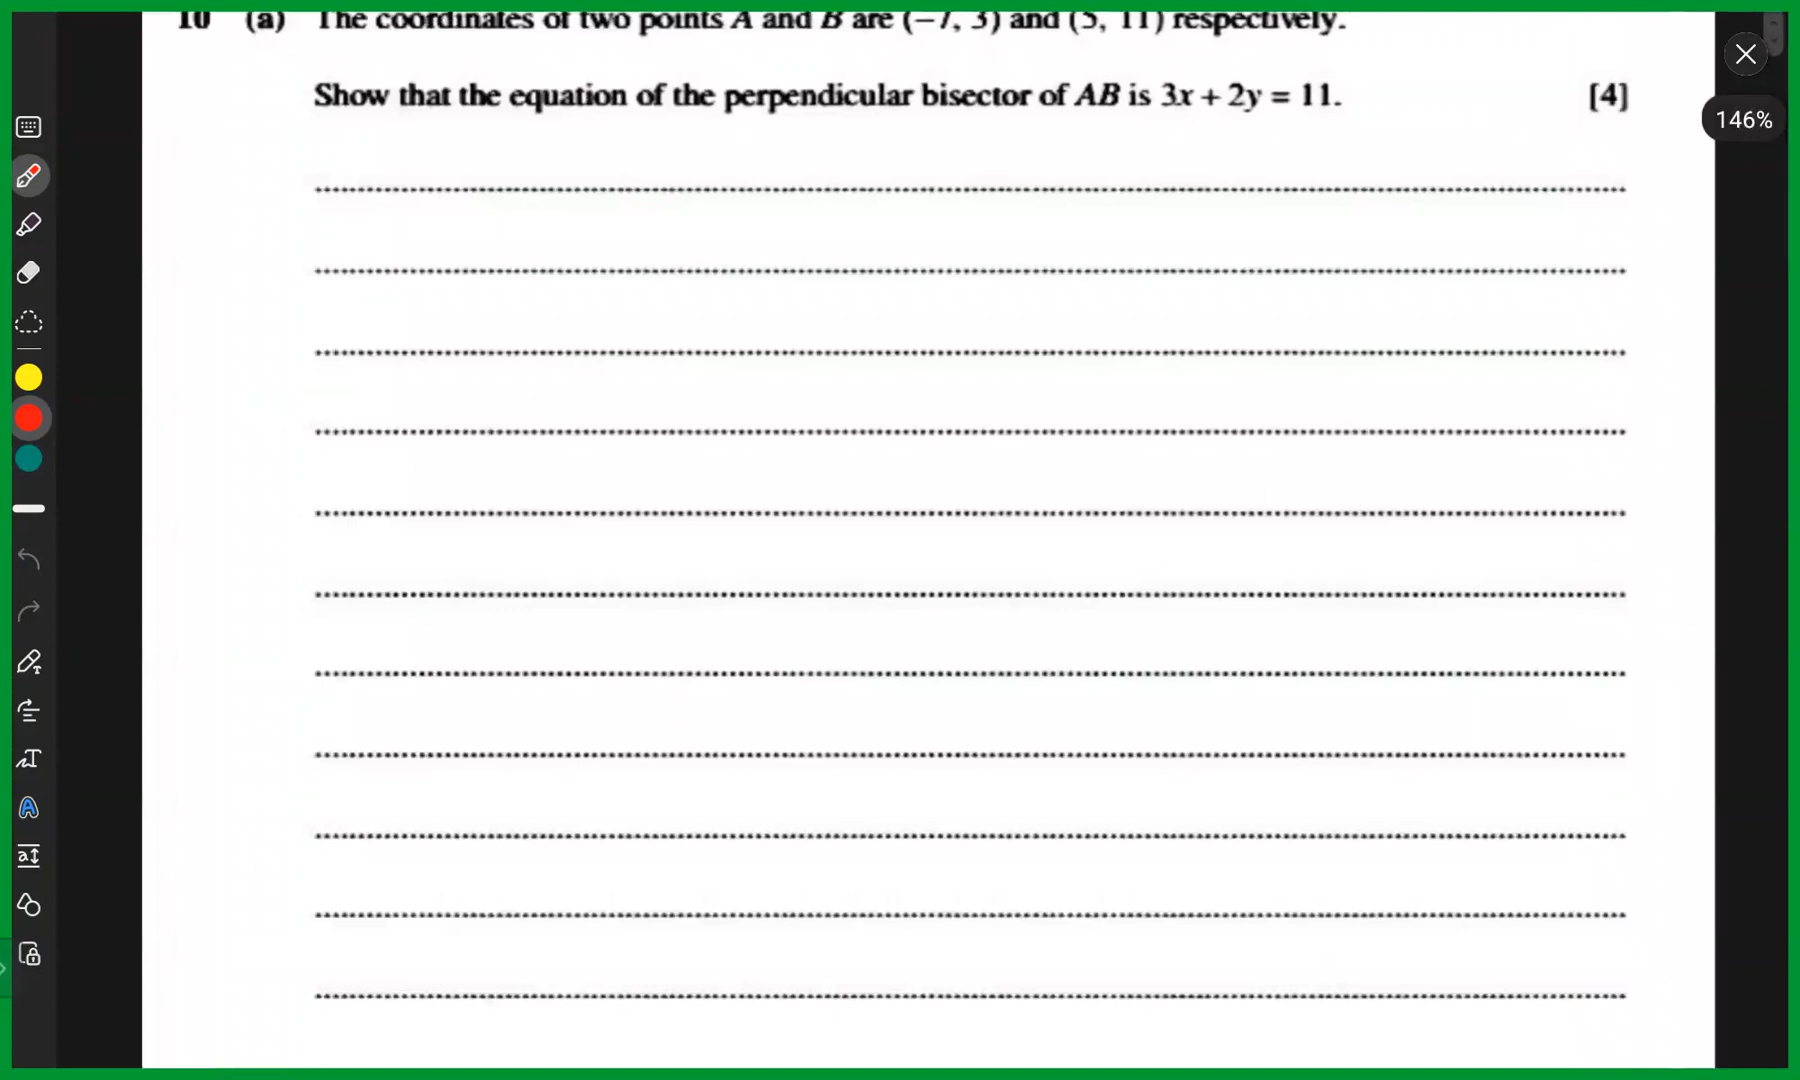 10 (a) The coordinates of two points A and B are (−7, 3) and (5, 11) respectively.
Show that the equation of the perpendicular bisector of AB is 3x + 2y = 11. [4]
146%